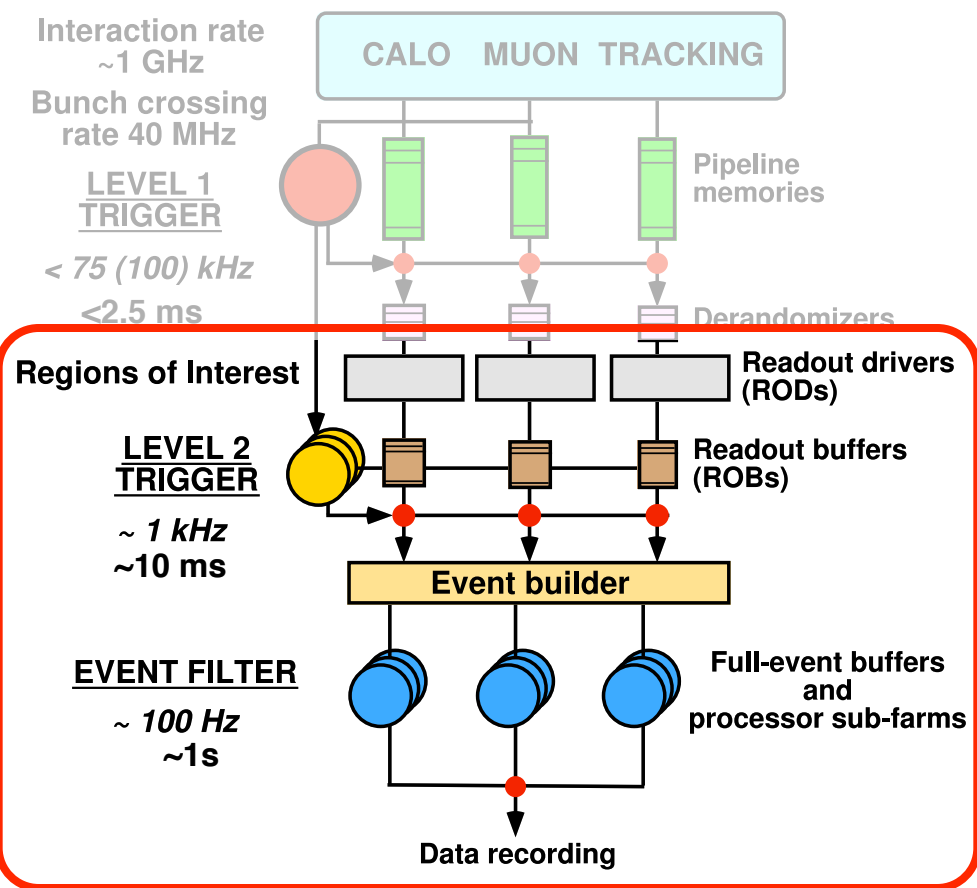 Interaction rate
~1 GHz
CALO MUON TRACKING
Bunch crossing
rate 40 MHz
LEVEL 1
TRIGGER
Pipeline
memories
< 75 (100) kHz
<2.5 ms
Derandomizers
Regions of Interest
Readout drivers
(RODs)
LEVEL 2
TRIGGER
Readout buffers
(ROBs)
~ 1 kHz
~10 ms
Event builder
EVENT FILTER
~ 100 Hz
~1s
Full-event buffers
and
processor sub-farms
Data recording